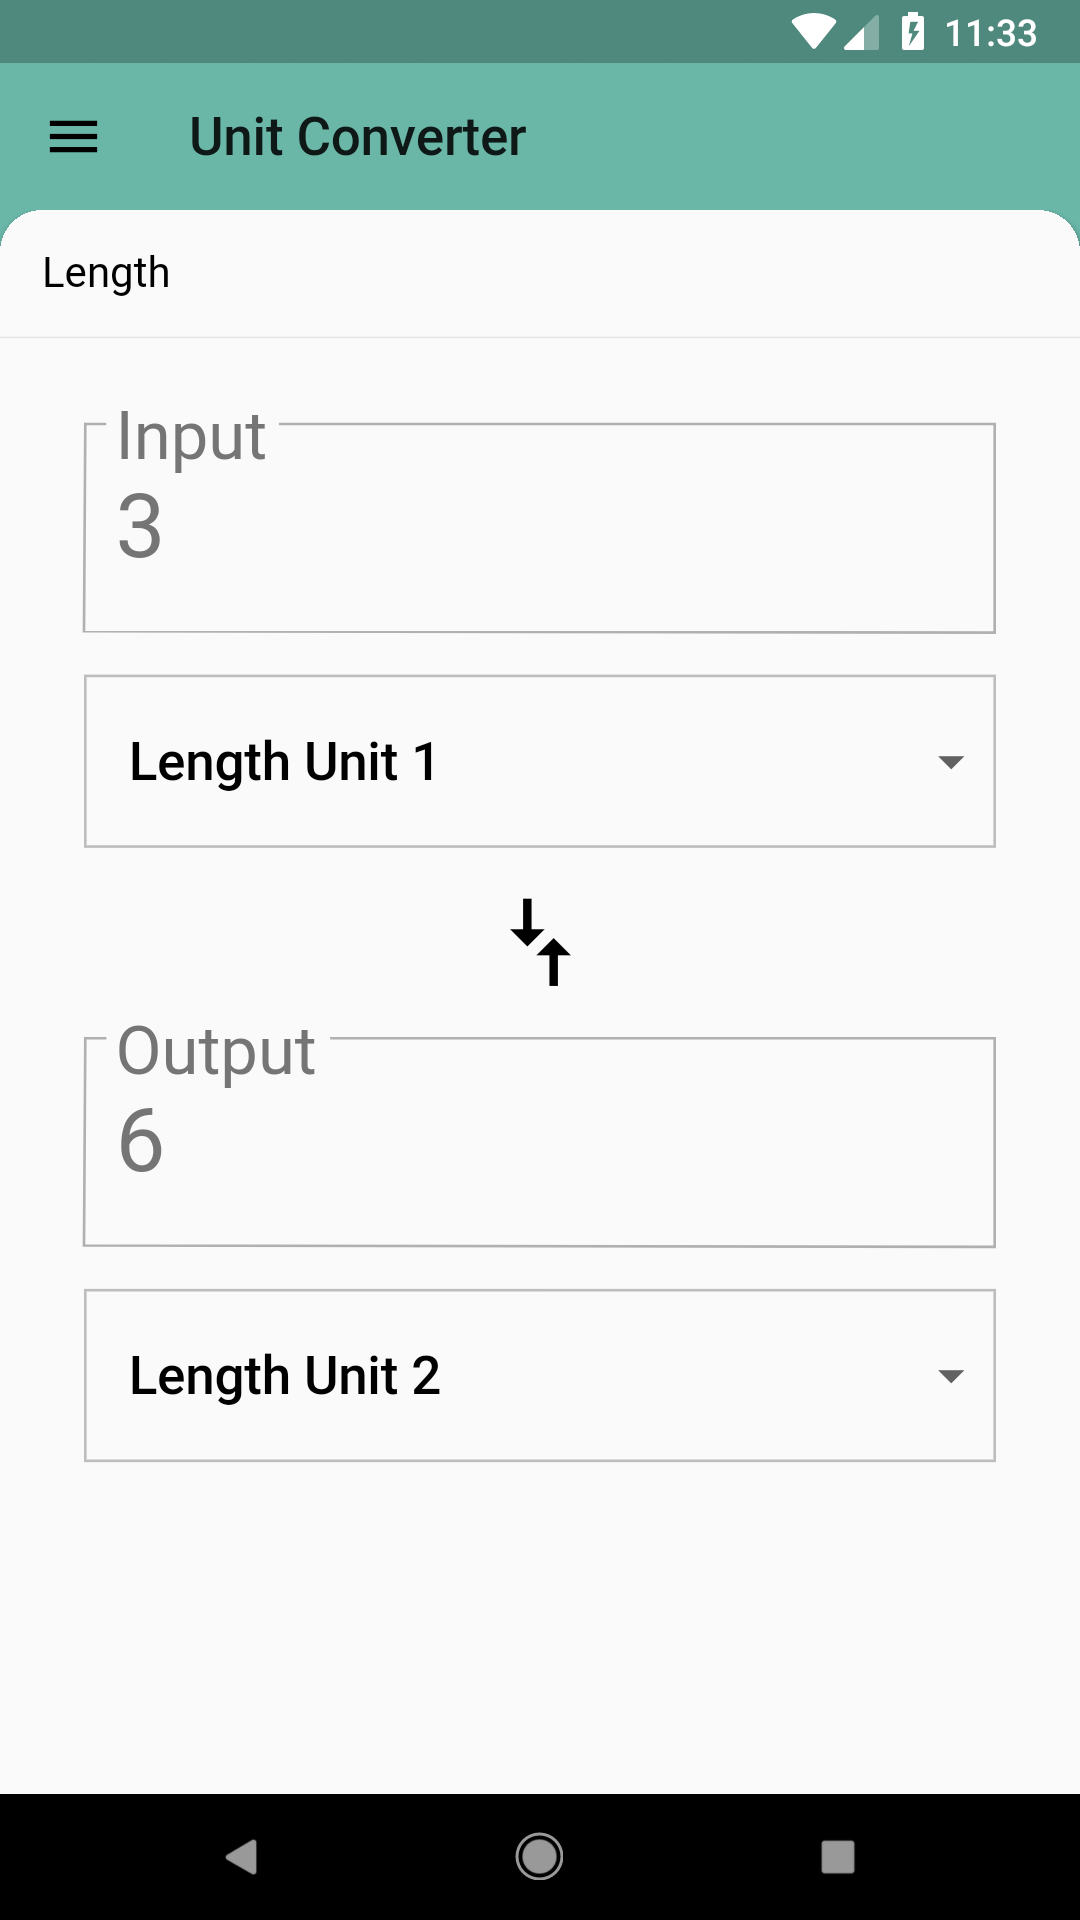 11:33
Unit Converter
Length
Input
3
Length Unit 1
Output
6
Length Unit 2